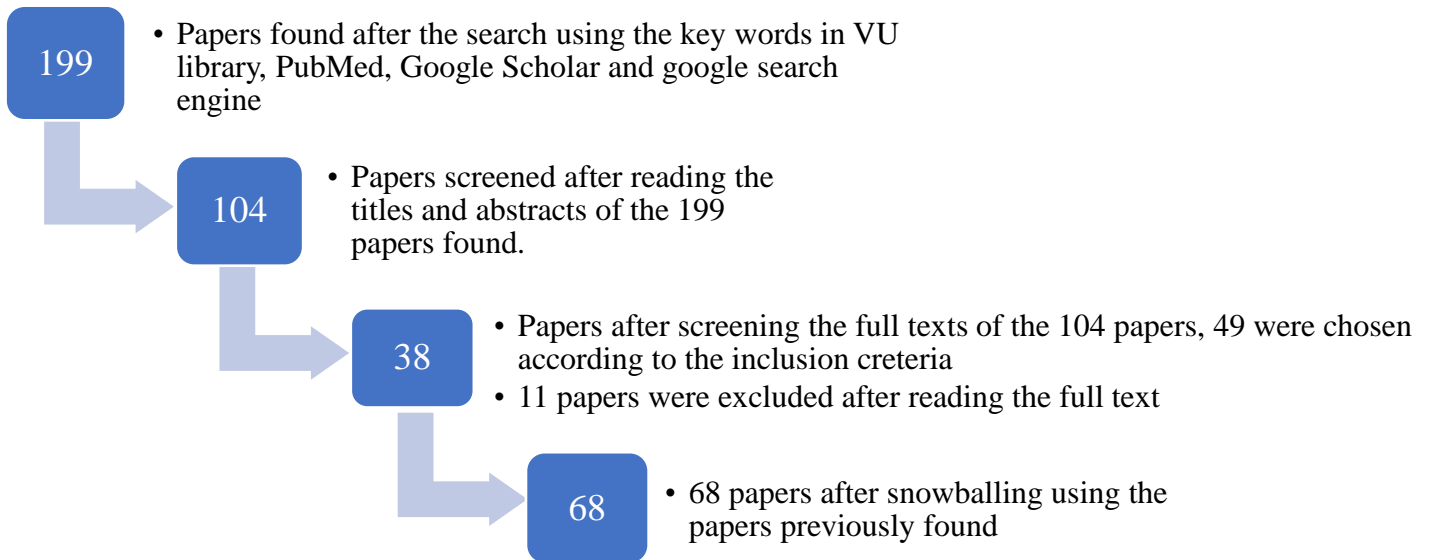 199
• Papers found after the search using the key words in VU
library, PubMed, Google Scholar and google search
engine
104
• Papers screened after reading the
titles and abstracts of the 199
papers found.
38
• Papers after screening the full texts of the 104 papers, 49 were chosen
according to the inclusion creteria
• 11 papers were excluded after reading the full text
68
• 68 papers after snowballing using the
papers previously found